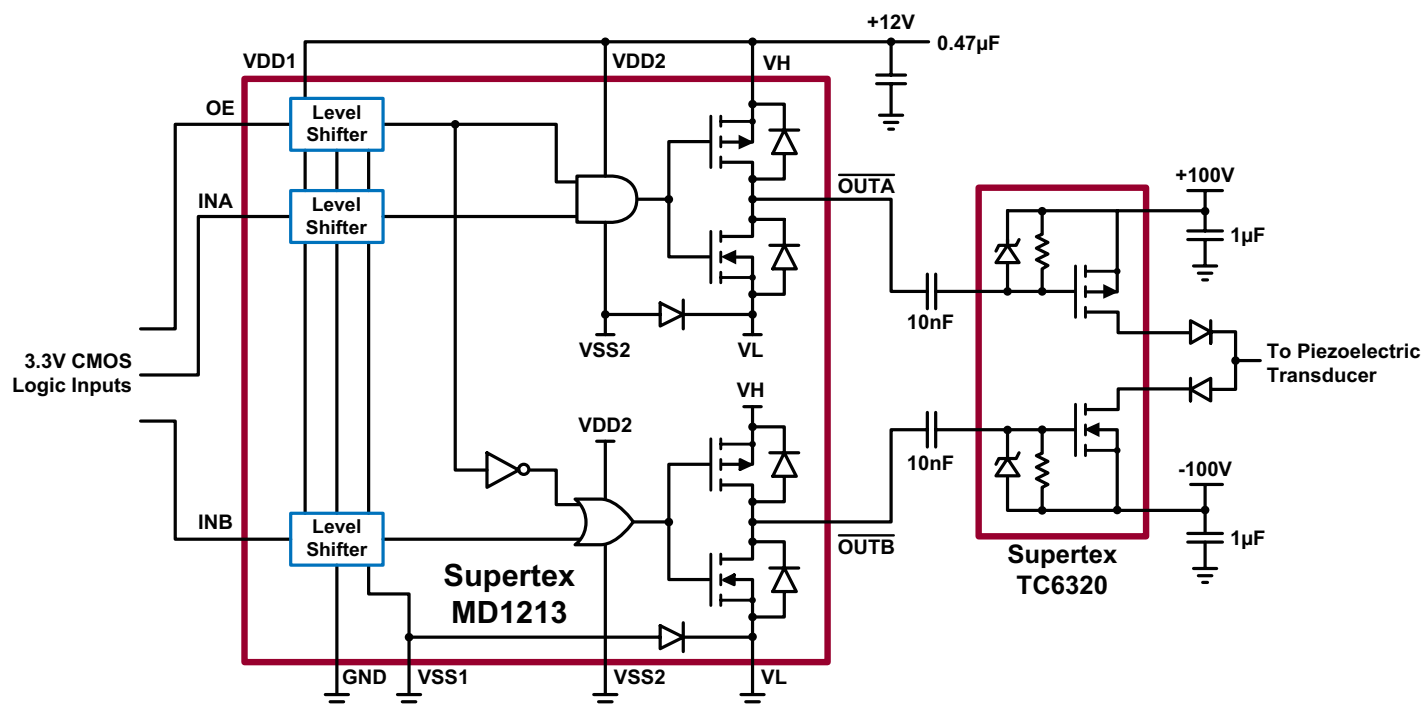 +12V
0.47µF
VDD1
VDD2
VH
OE
Level
Shifter
INA
Level
Shifter
OUTA
+100V
1µF
10nF
VSS2
VL
3.3V CMOS
Logic Inputs
To Piezoelectric
Transducer
VH
VDD2
10nF
-100V
INB
Level
Shifter
OUTB
1µF
Supertex
MD1213
Supertex
TC6320
GND
VSS1
VSS2
VL